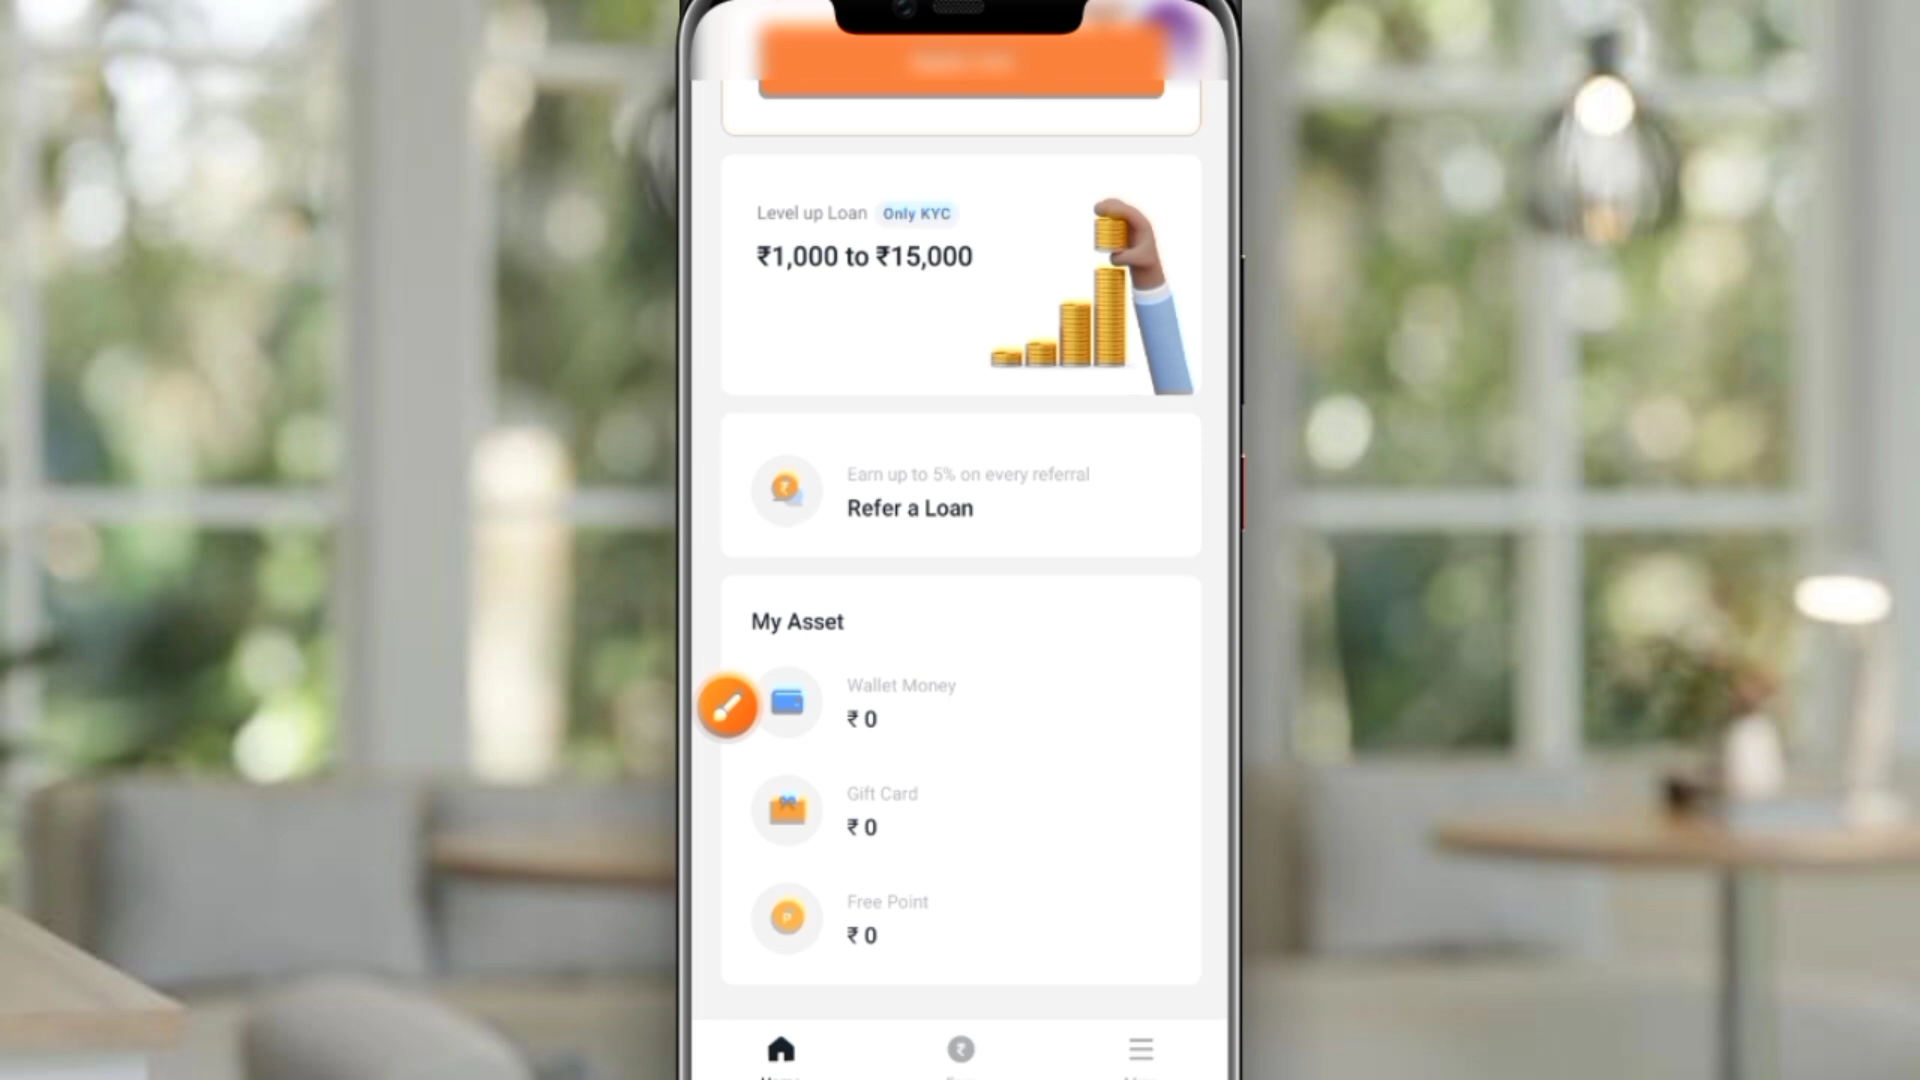 Level up Loan Only KYC
₹1,000 to ₹15,000
Earn up to 5% on every referral
Refer a Loan
My Asset
Wallet Money
₹ 0
Gift Card
₹ 0
Free Point
₹ 0